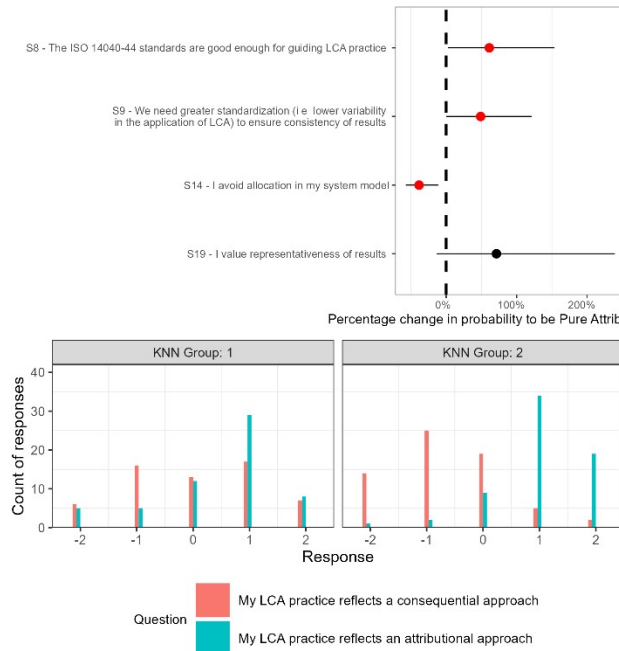 S8 - The ISO 14040-44 standards are good enough for guiding LCA practice
S9 - We need greater standardization (i e lower variability
in the application of LCA) to ensure consistency of results
S14 - I avoid allocation in my system model
S19 - I value representativeness of results
0% 100% 200%
Percentage change in probability to be Pure Attrib
KNN Group: 1 KNN Group: 2
Count of responses
40
30
20
10
0
-2 -1 0 1 2 -2 -1 0 1 2
Response
Question
My LCA practice reflects a consequential approach
My LCA practice reflects an attributional approach